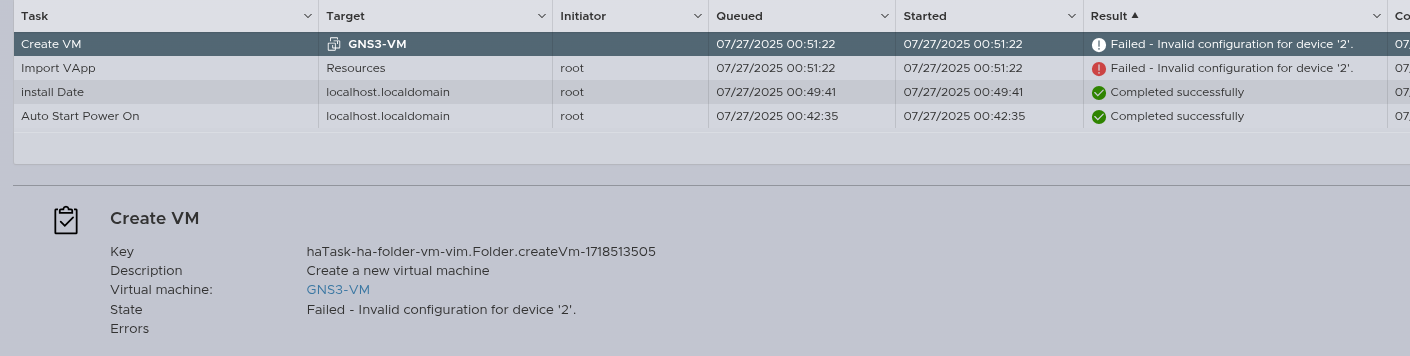 Task Target Initiator Queued Started Result ▲ Co
Create VM GNS3-VM 07/27/2025 00:51:22 07/27/2025 00:51:22 Failed - Invalid configuration for device '2'. 07/
Import VApp Resources root 07/27/2025 00:51:22 07/27/2025 00:51:22 Failed - Invalid configuration for device '2'. 07/
install Date localhost.localdomain root 07/27/2025 00:49:41 07/27/2025 00:49:41 Completed successfully 07/
Auto Start Power On localhost.localdomain root 07/27/2025 00:42:35 07/27/2025 00:42:35 Completed successfully 07/
Create VM
Key haTask-ha-folder-vm-vim.Folder.createVm-1718513505
Description Create a new virtual machine
Virtual machine: GNS3-VM
State Failed - Invalid configuration for device '2'.
Errors